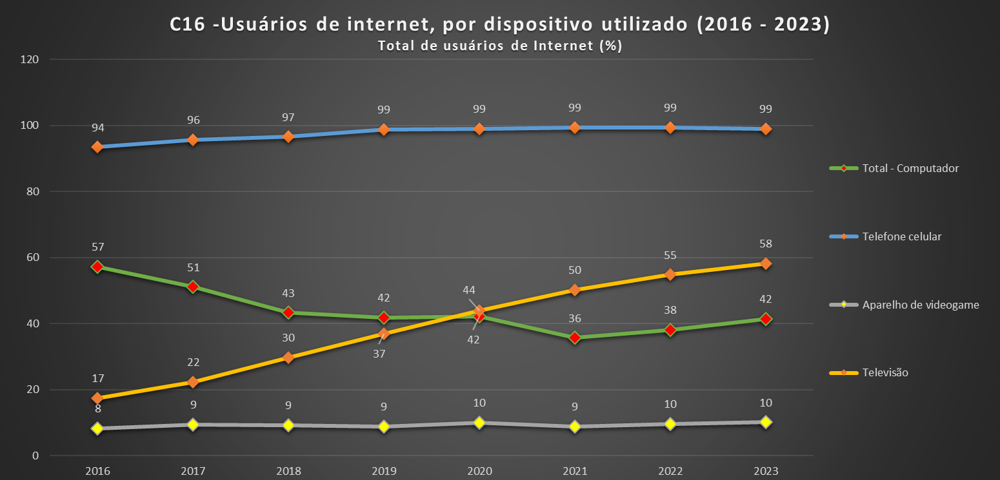 C16 -Usuários de internet, por dispositivo utilizado (2016 - 2023)
Total de usuários de Internet (%)
120
100
80
60
40
20
0
94 96 97 99 99 99 99 99
57 51 43 42 42 36 38 42
17 22 30 37 44 50 55 58
8 9 9 9 10 9 10 10
2016 2017 2018 2019 2020 2021 2022 2023
Total - Computador
Telefone celular
Aparelho de videogame
Televisão